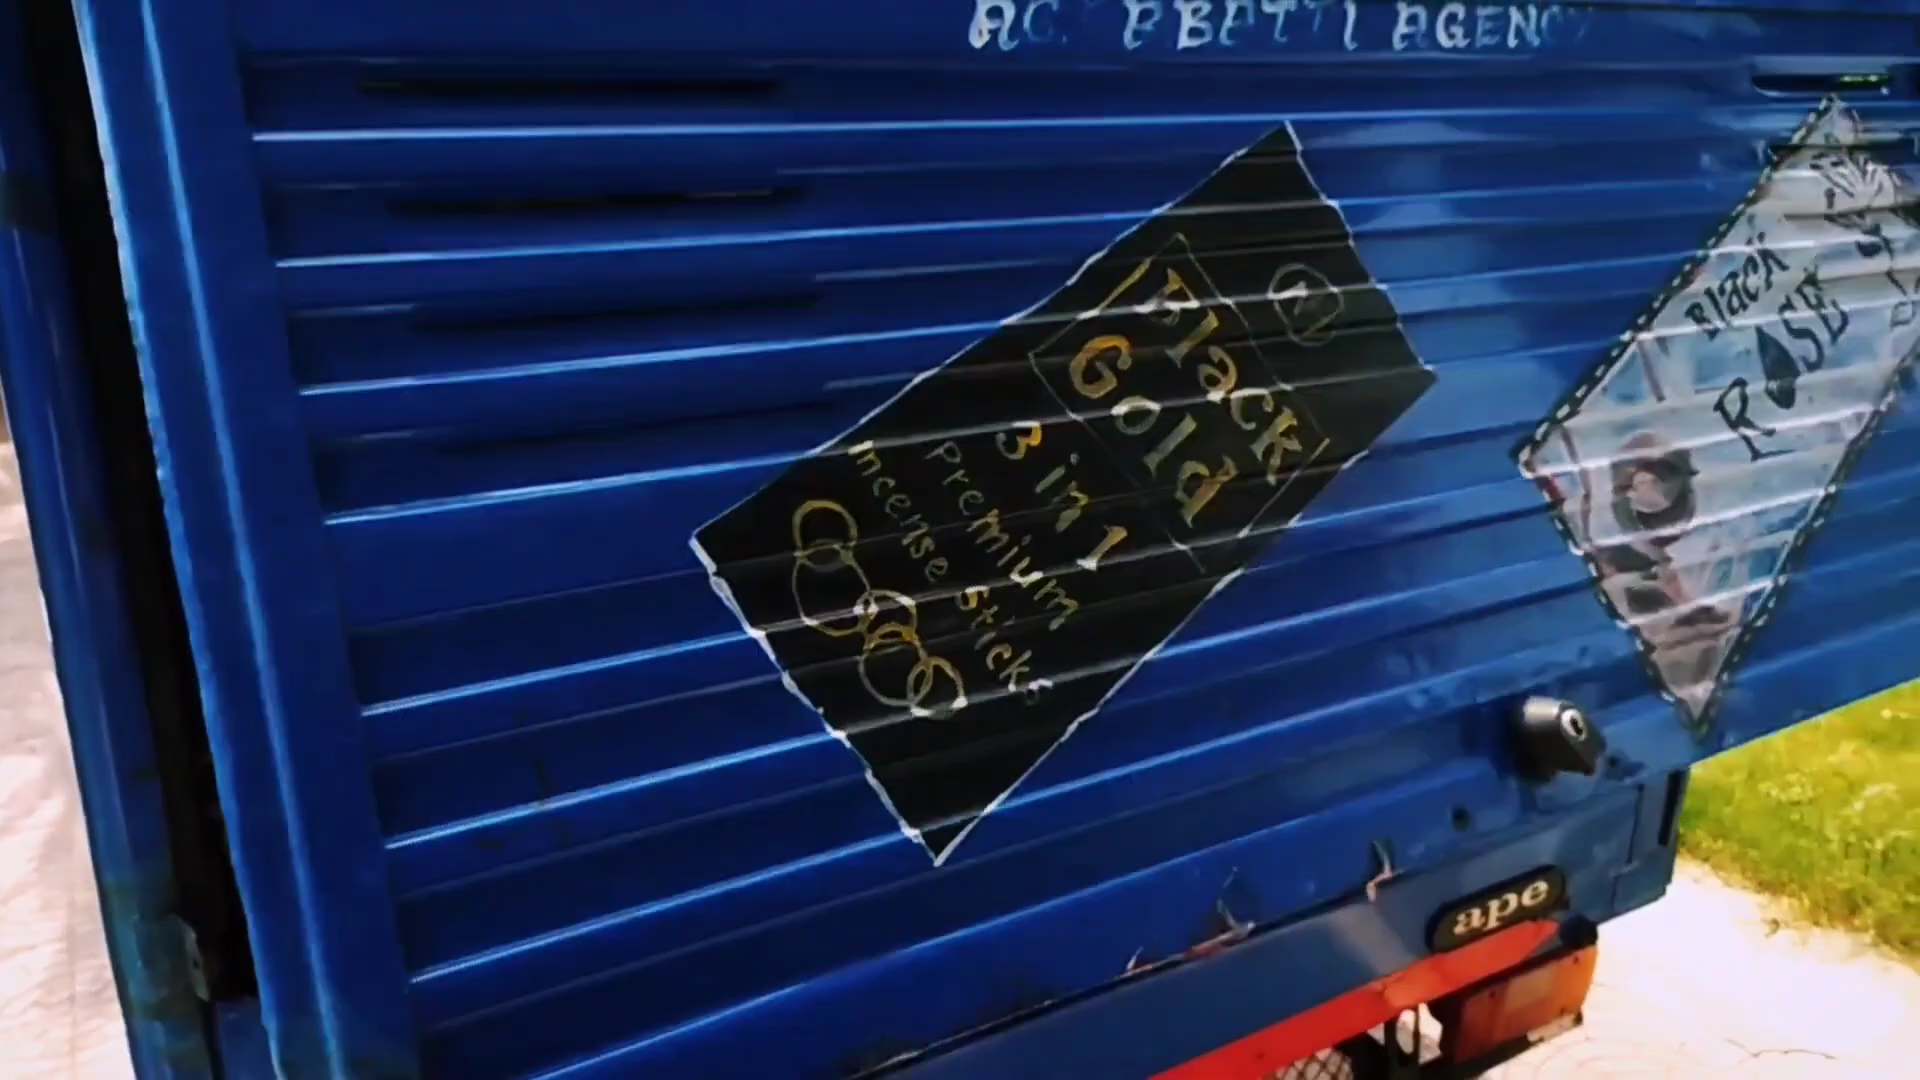 AGENCY
Black
Gold
3 in 1
Premium
Incense Sticks
Black
ROSE
ape